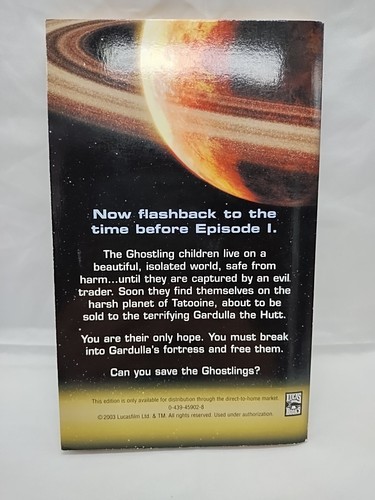 Now flashback to the
time before Episode I.
The Ghostling children live on a
beautiful, isolated world, safe from
harm...until they are captured by an evil
trader. Soon they find themselves on the
harsh planet of Tatooine, about to be
sold to the terrifying Gardulla the Hutt.
You are their only hope. You must break
into Gardulla's fortress and free them.
Can you save the Ghostlings?
This edition is only available for distribution through the direct-to-home market.
0-439-45902-8
©2003 Lucasfilm Ltd. & TM. All rights reserved. Used under authorization.